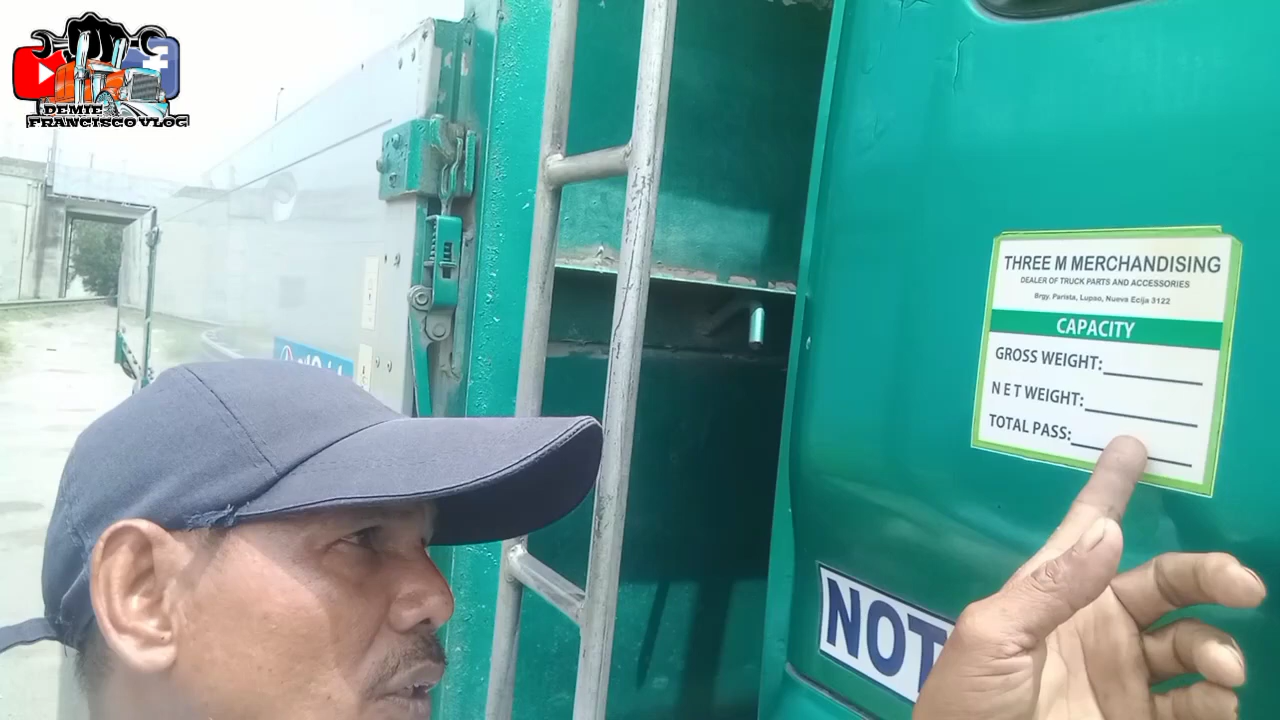 DEMIE
FRANCISCO VLOG
THREE M MERCHANDISING
DEALER OF TRUCK PARTS AND ACCESSORIES
Brgy. Parista, Lupao, Nueva Ecija 3122
CAPACITY
GROSS WEIGHT:
NET WEIGHT:
TOTAL PASS:
NOT